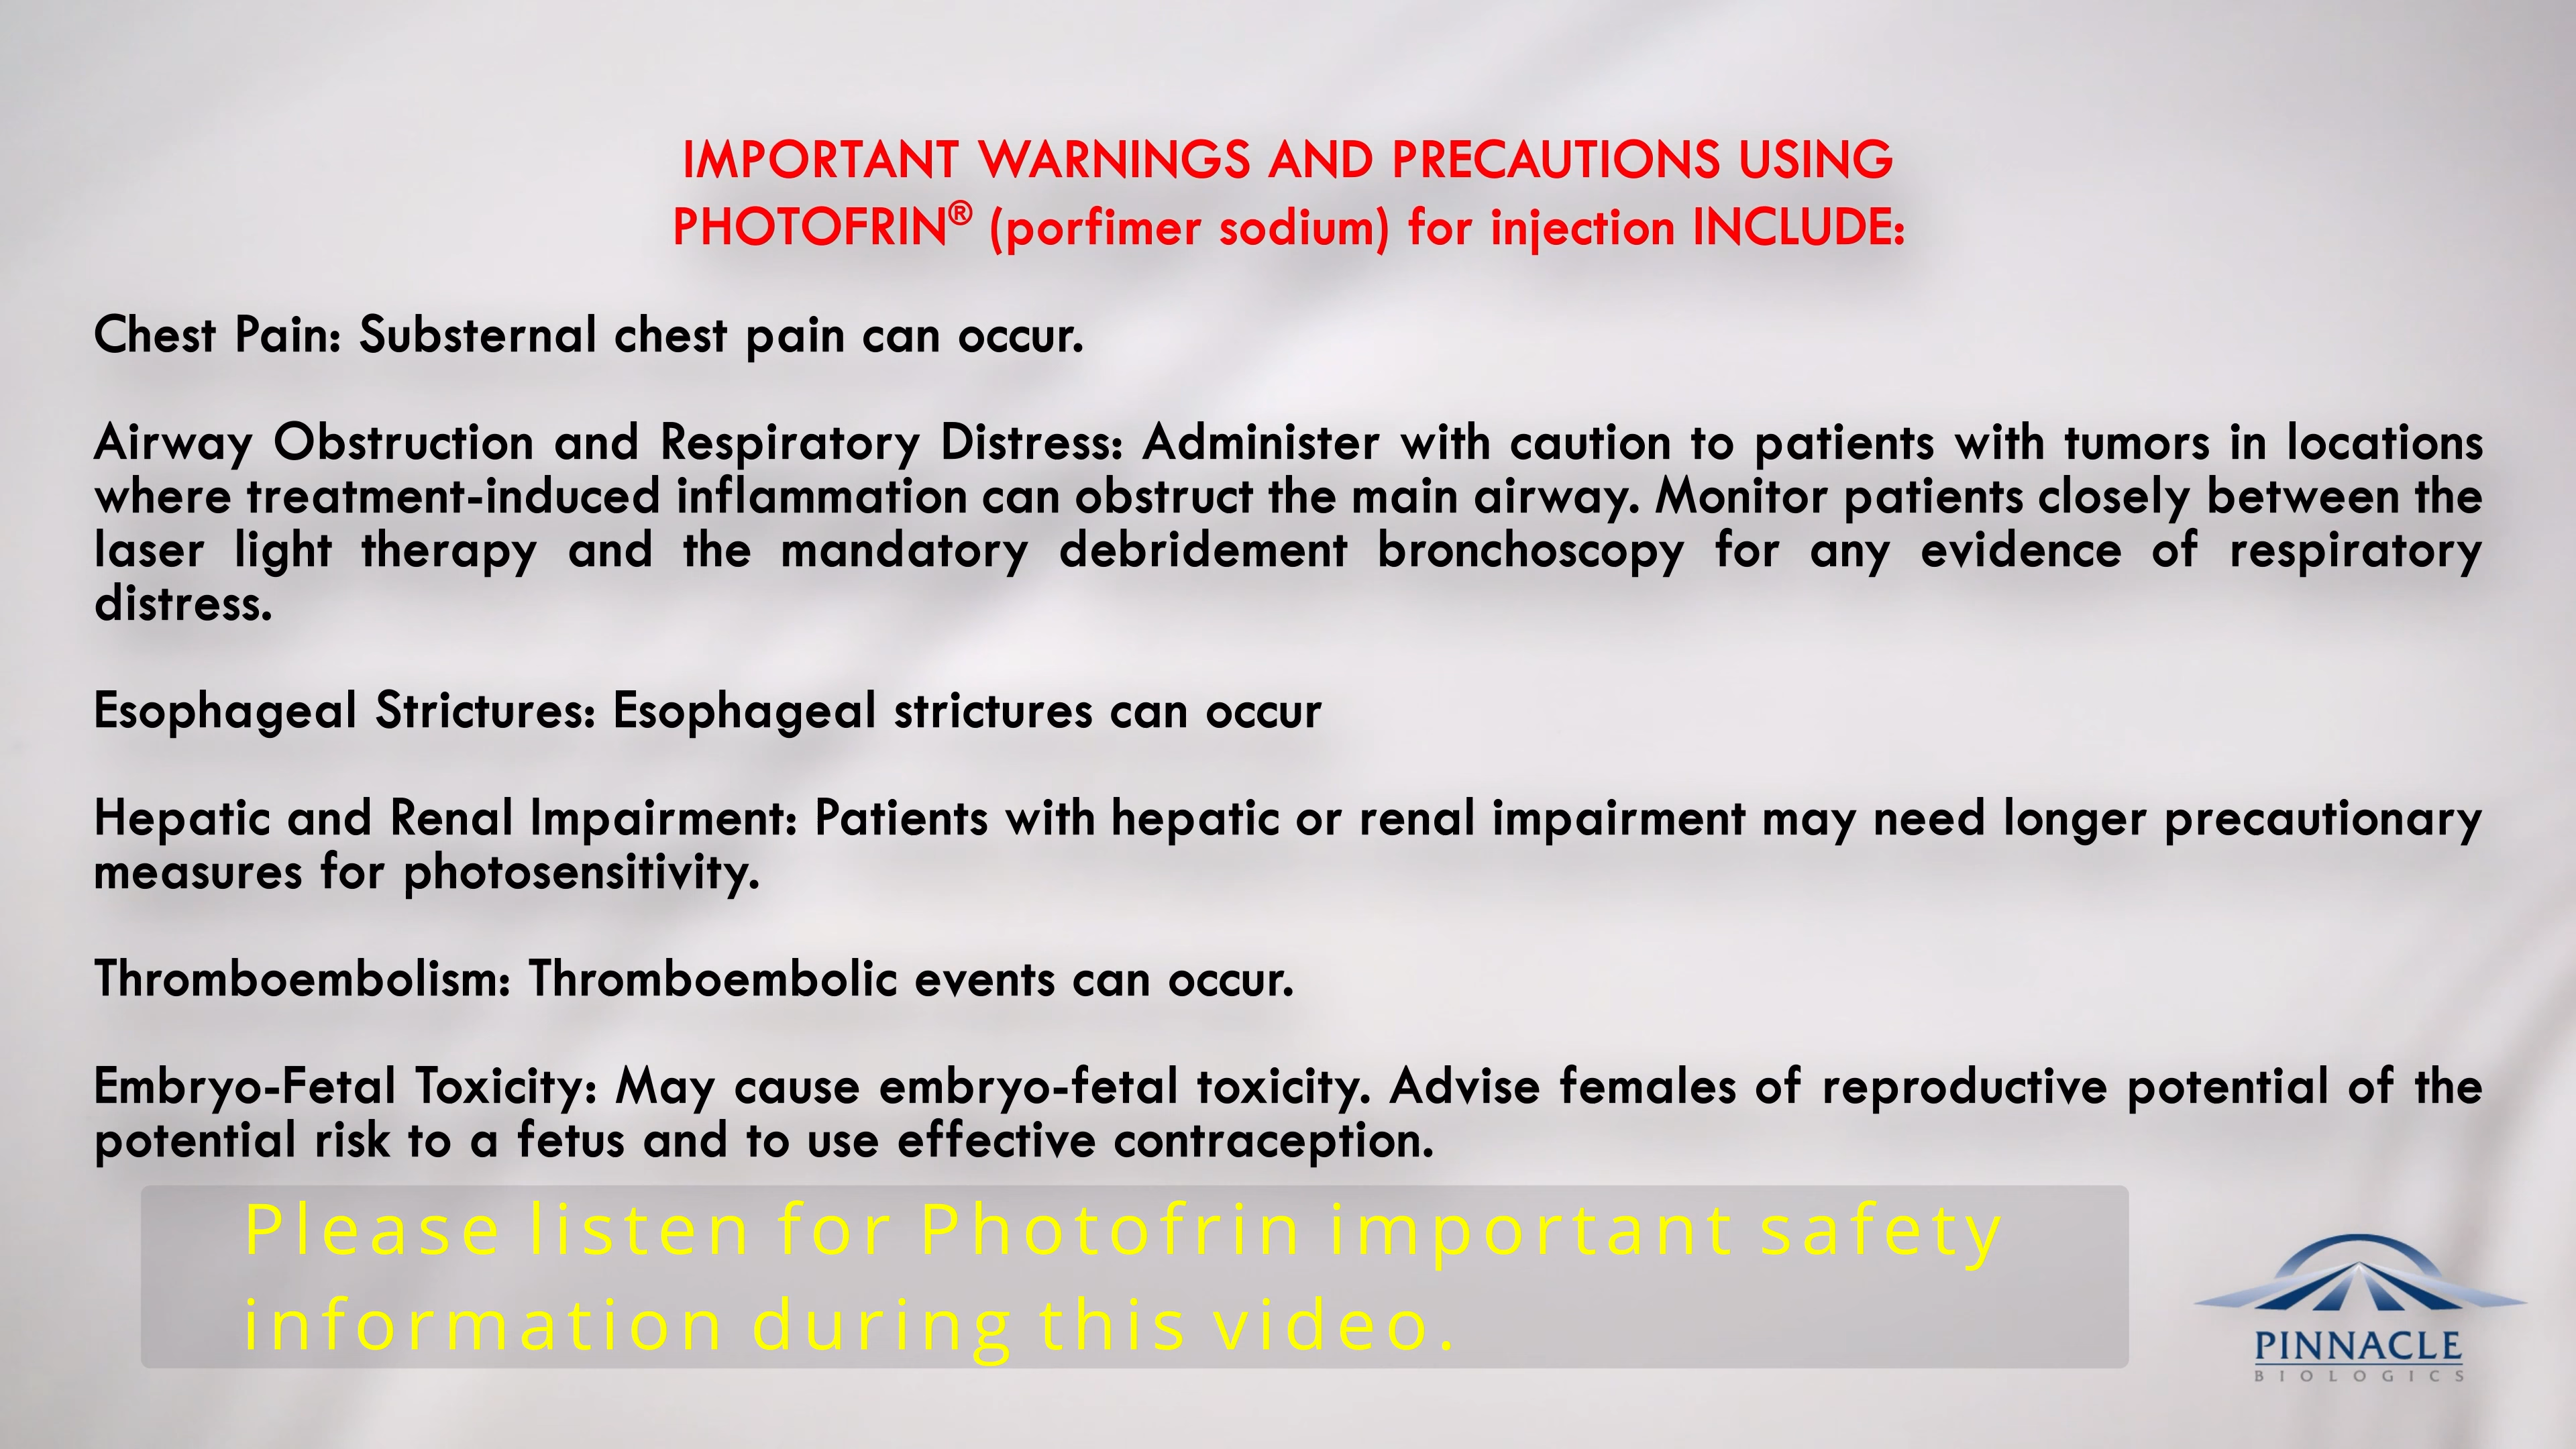 IMPORTANT WARNINGS AND PRECAUTIONS USING
PHOTOFRIN® (porfimer sodium) for injection INCLUDE:
Chest Pain: Substernal chest pain can occur.
Airway Obstruction and Respiratory Distress: Administer with caution to patients with tumors in locations
where treatment-induced inflammation can obstruct the main airway. Monitor patients closely between the
laser light therapy and the mandatory debridement bronchoscopy for any evidence of respiratory
distress.
Esophageal Strictures: Esophageal strictures can occur
Hepatic and Renal Impairment: Patients with hepatic or renal impairment may need longer precautionary
measures for photosensitivity.
Thromboembolism: Thromboembolic events can occur.
Embryo-Fetal Toxicity: May cause embryo-fetal toxicity. Advise females of reproductive potential of the
potential risk to a fetus and to use effective contraception.
Please listen for Photofrin important safety
information during this video.
PINNACLE
BIOLOGICS